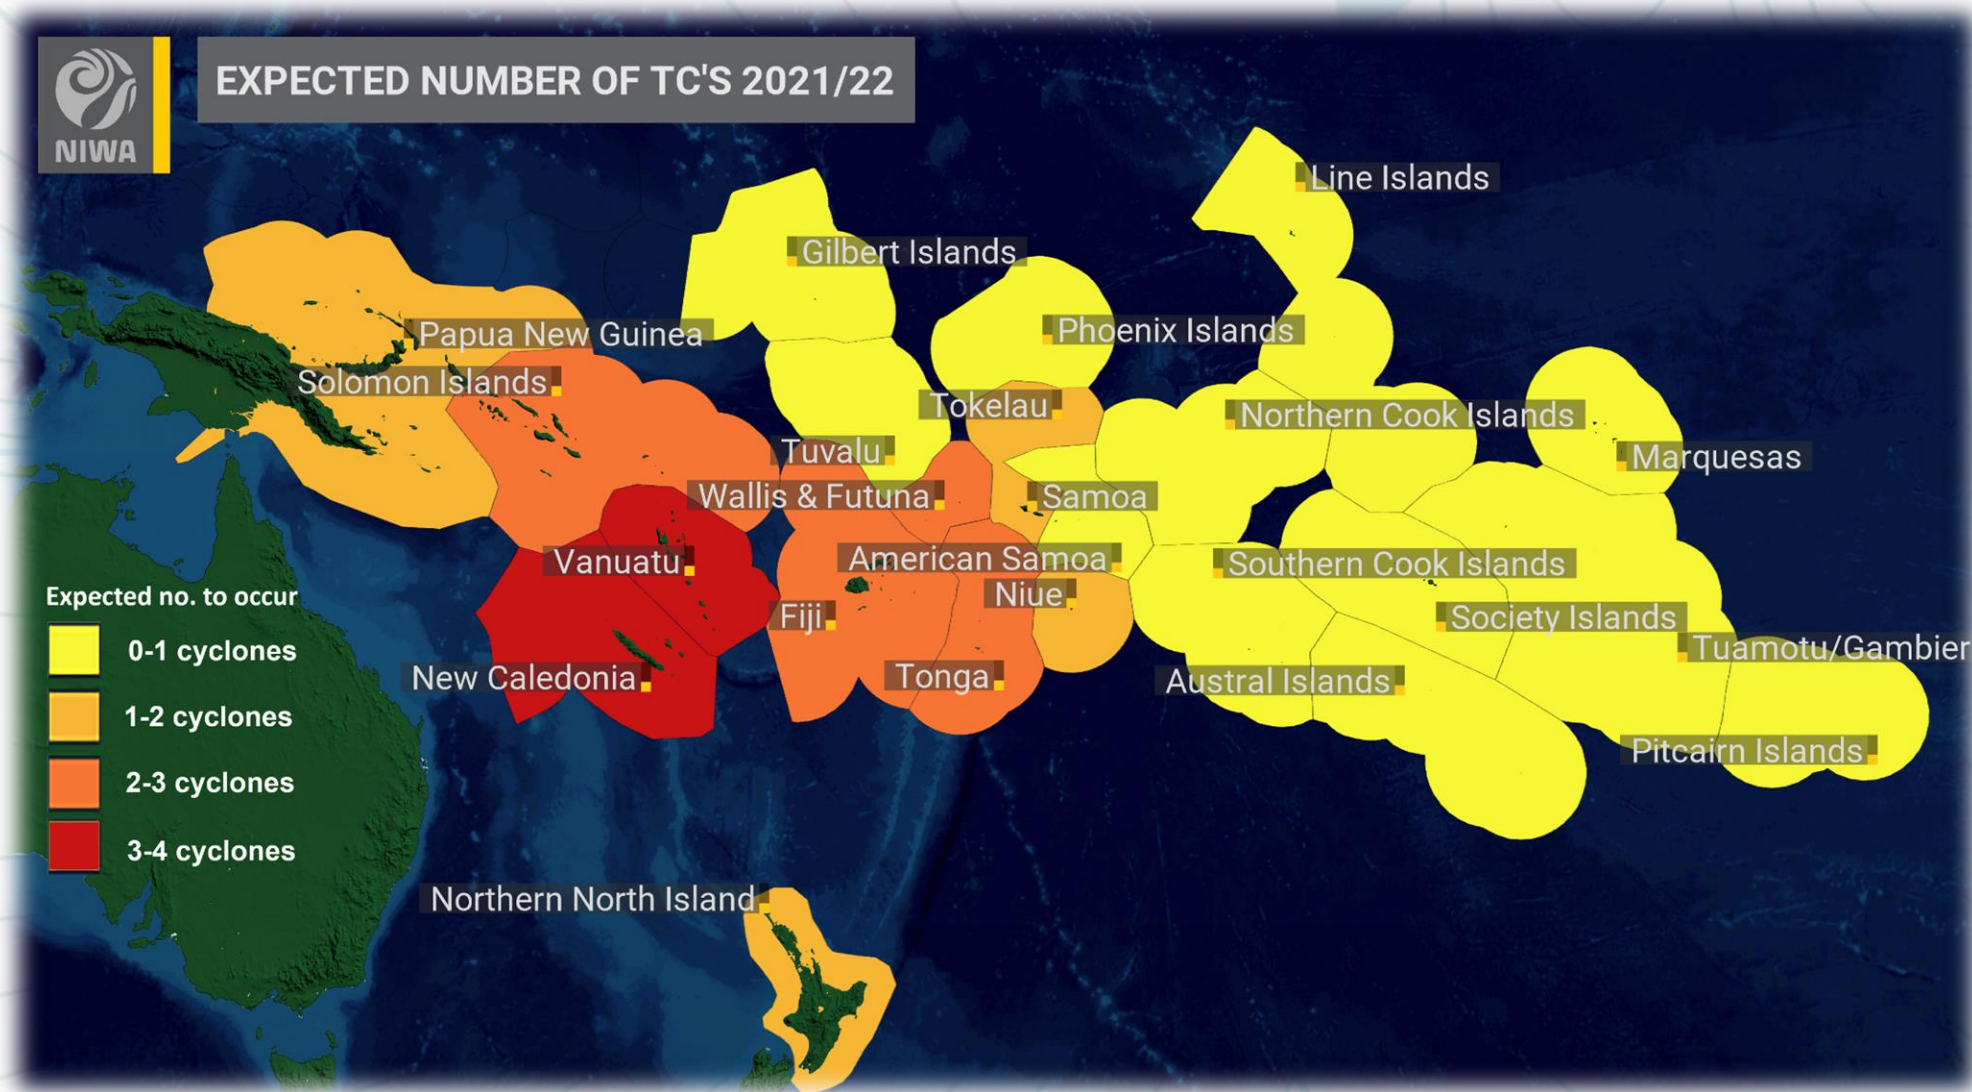 NIWA
EXPECTED NUMBER OF TC'S 2021/22
Line Islands
Gilbert Islands
Papua New Guinea
Phoenix Islands
Solomon Islands
Tokelau
Northern Cook Islands
Tuvalu
Marquesas
Wallis & Futuna
Samoa
Vanuatu
American Samoa
Southern Cook Islands
Niue
Fiji
Society Islands
Tuamotu/Gambier
New Caledonia
Tonga
Austral Islands
Pitcairn Islands
Northern North Island
Expected no. to occur
0-1 cyclones
1-2 cyclones
2-3 cyclones
3-4 cyclones